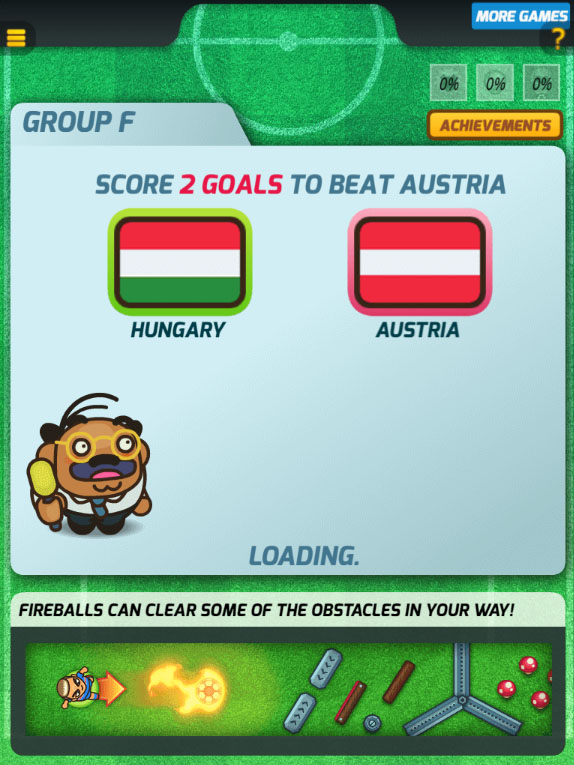 MORE GAMES
?
0% 0% 0%
ACHIEVEMENTS
GROUP F
SCORE 2 GOALS TO BEAT AUSTRIA
HUNGARY AUSTRIA
LOADING.
FIREBALLS CAN CLEAR SOME OF THE OBSTACLES IN YOUR WAY!